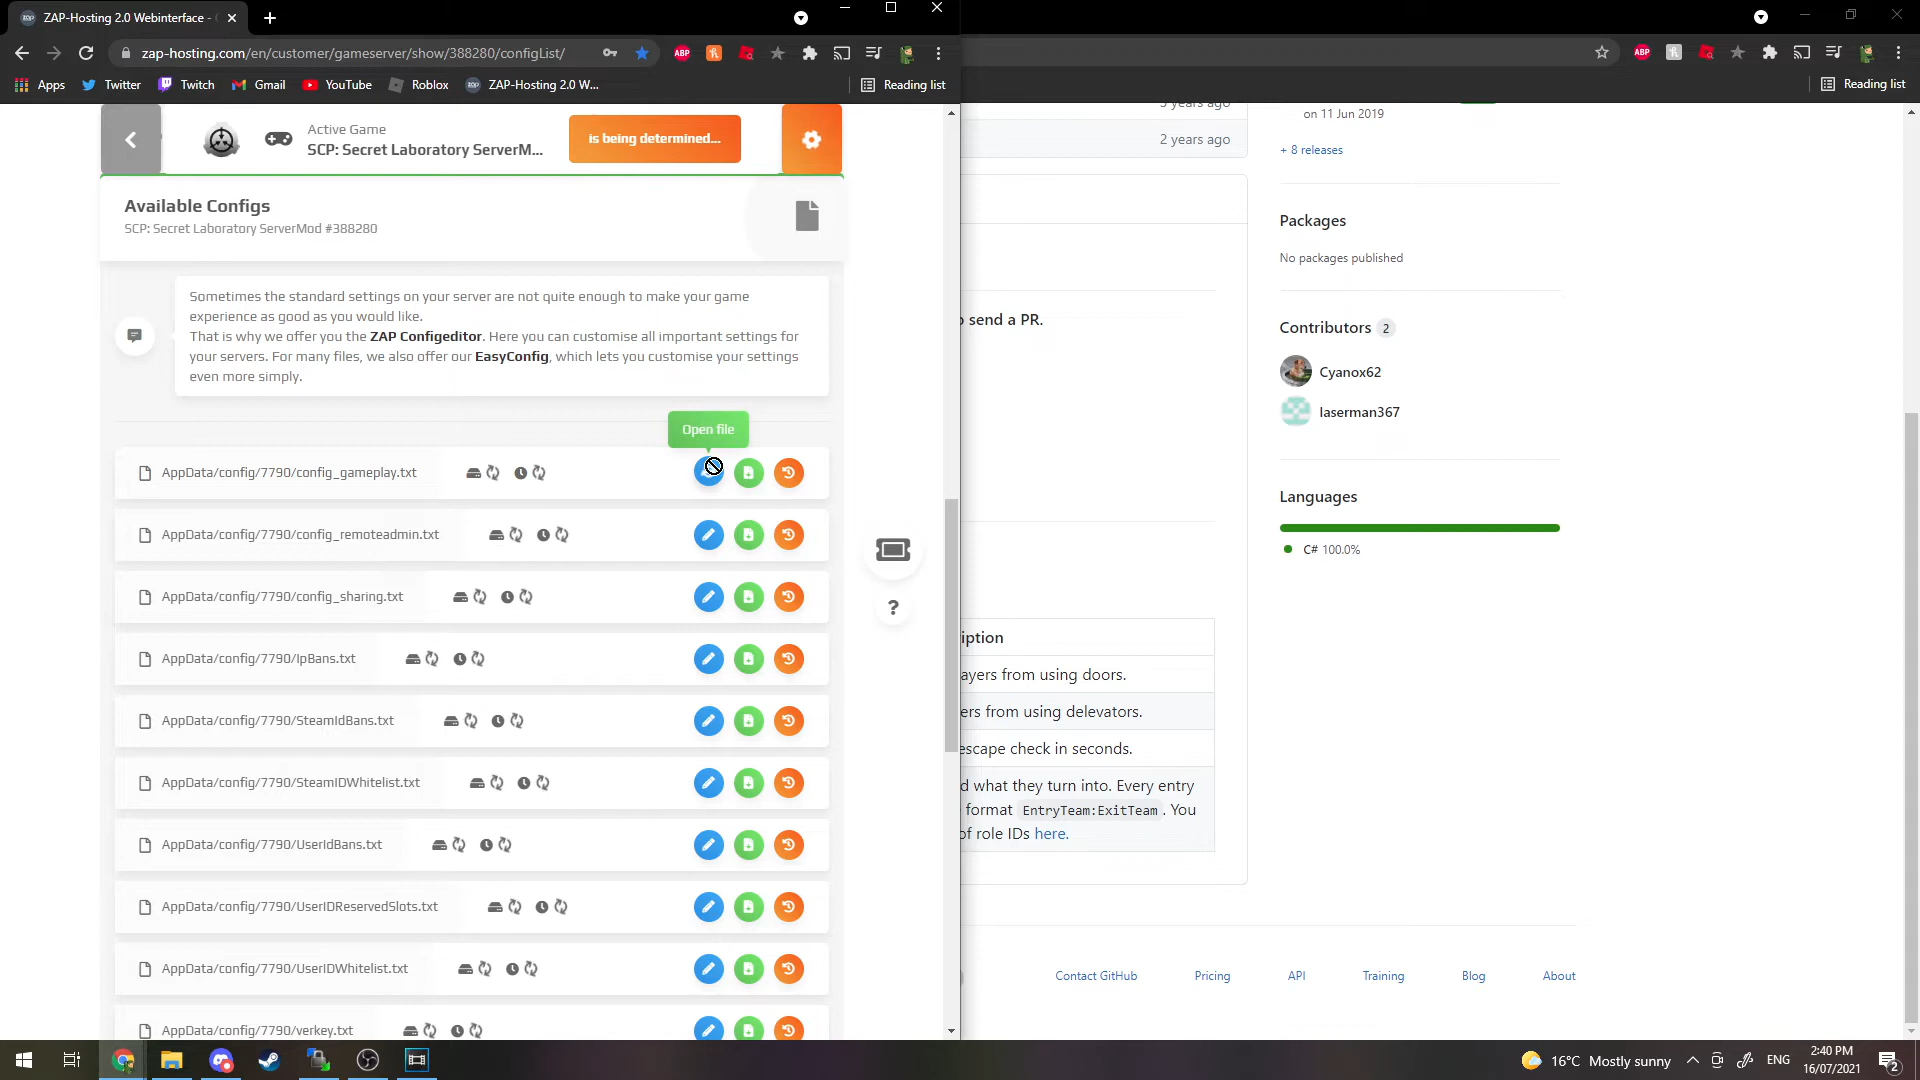 ZAP-Hosting 2.0 Webinterface -
zap-hosting.com/en/customer/gameserver/show/388280/configList/
ABP
ABP
Apps
Twitter
Twitch
Gmail
YouTube
Roblox
ZAP-Hosting 2.0 W...
Reading list
Reading list
Active Game
SCP: Secret Laboratory ServerM...
is being determined...
Available Configs
SCP: Secret Laboratory ServerMod #388280
Sometimes the standard settings on your server are not quite enough to make your game
experience as good as you would like.
That is why we offer you the ZAP Configeditor. Here you can customise all important settings for
your servers. For many files, we also offer our EasyConfig, which lets you customise your settings
even more simply.
Open file
AppData/config/7790/config_gameplay.txt
AppData/config/7790/config_remoteadmin.txt
AppData/config/7790/config_sharing.txt
AppData/config/7790/IpBans.txt
AppData/config/7790/SteamIdBans.txt
AppData/config/7790/SteamIDWhitelist.txt
AppData/config/7790/UserIdBans.txt
AppData/config/7790/UserIDReservedSlots.txt
AppData/config/7790/UserIDWhitelist.txt
AppData/config/7790/verkey.txt
?
years ago
2 years ago
send a PR.
iption
ayers from using doors.
ers from using delevators.
escape check in seconds.
d what they turn into. Every entry
format EntryTeam:ExitTeam. You
of role IDs here.
on 11 Jun 2019
+ 8 releases
Packages
No packages published
Contributors 2
Cyanox62
laserman367
Languages
C# 100.0%
Contact GitHub
Pricing
API
Training
Blog
About
16°C Mostly sunny
ENG
2:40 PM
16/07/2021
2